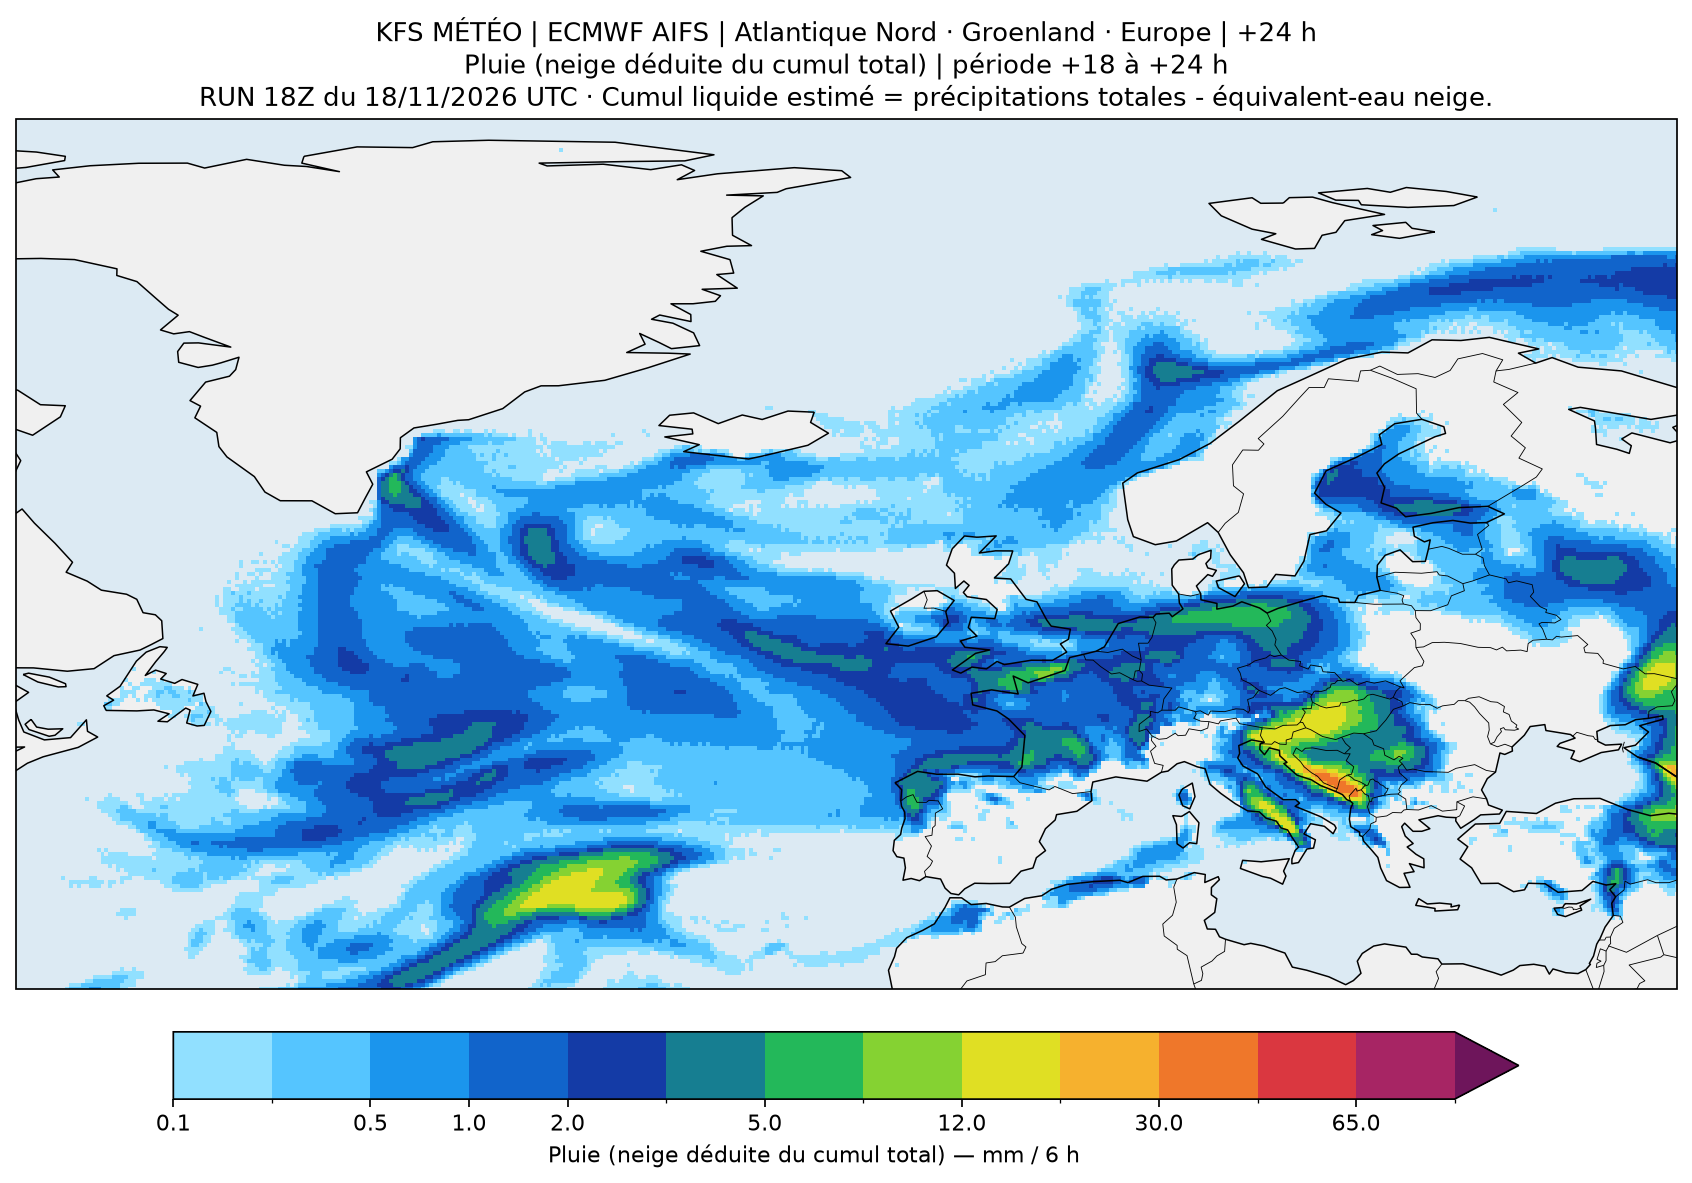 KFS MÉTÉO | ECMWF AIFS | Atlantique Nord · Groenland · Europe | +24 h
Pluie (neige déduite du cumul total) | période +18 à +24 h
RUN 18Z du 18/11/2026 UTC · Cumul liquide estimé = précipitations totales - équivalent-eau neige.
0.1 0.5 1.0 2.0 5.0 12.0 30.0 65.0
Pluie (neige déduite du cumul total) — mm / 6 h